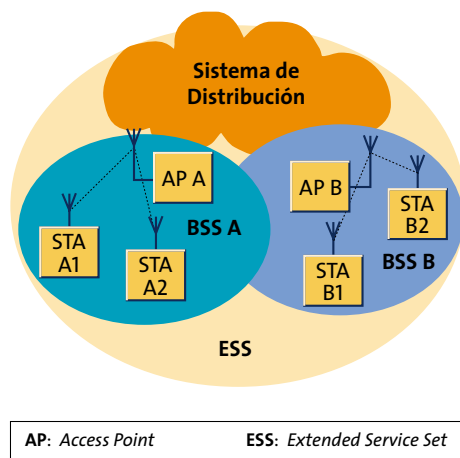 Sistema de
Distribución
AP A
AP B
STA
A1
BSS A
STA
A2
STA
B2
STA
B1
BSS B
ESS
AP: Access Point ESS: Extended Service Set